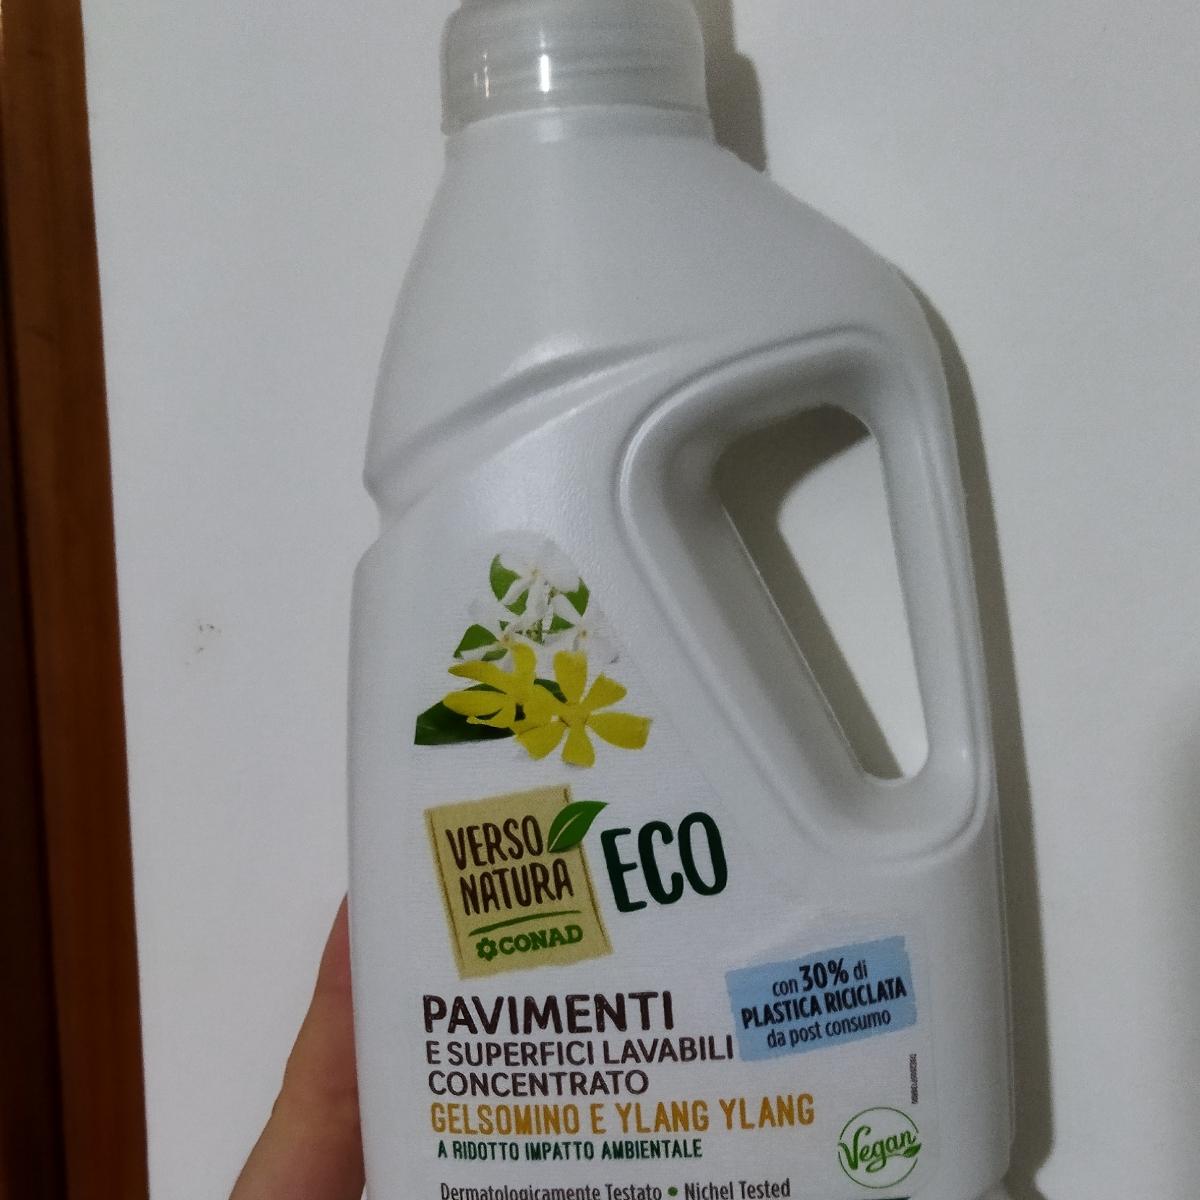 VERSO
NATURA
CONAD
ECO
con 30% di
PLASTICA RICICLATA
da post consumo
PAVIMENTI
E SUPERFICI LAVABILI
CONCENTRATO
GELSOMINO E YLANG YLANG
A RIDOTTO IMPATTO AMBIENTALE
Vegan
Dermatologicamente Testato • Nichel Tested